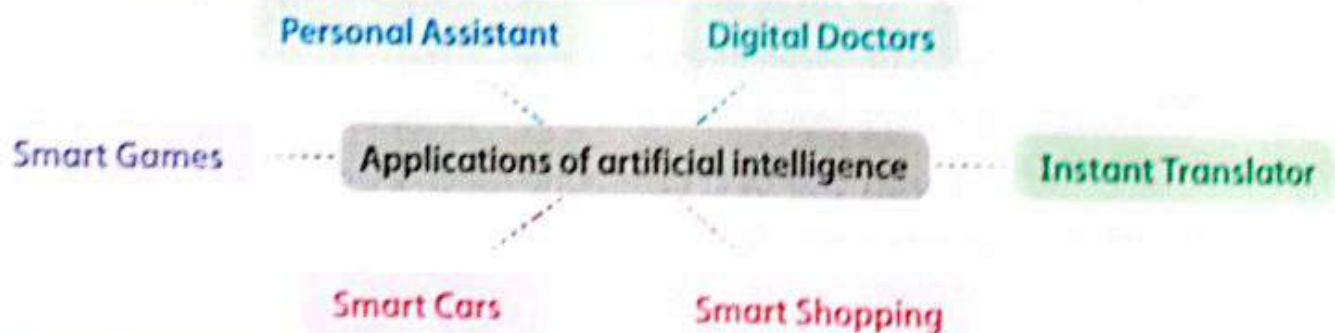 Personal Assistant
Digital Doctors
Smart Games
Applications of artificial intelligence
Instant Translator
Smart Cars
Smart Shopping